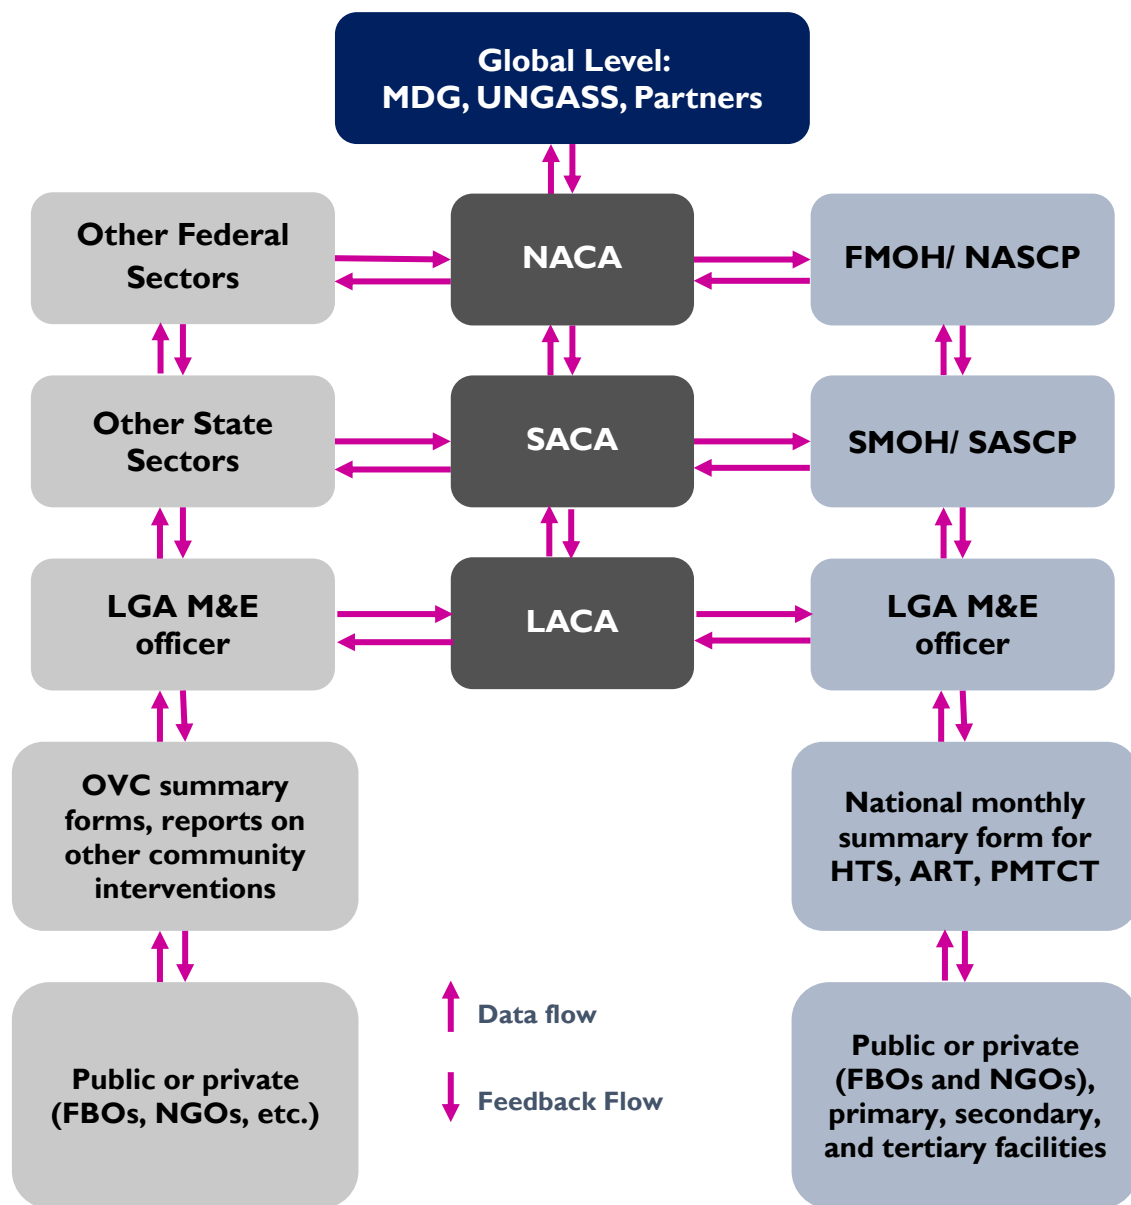 Global Level:
MDG, UNGASS, Partners
Other Federal
Sectors
NACA
FMOH/ NASCP
Other State
Sectors
SACA
SMOH/ SASCP
LGA M&E
officer
LACA
LGA M&E
officer
OVC summary
forms, reports on
other community
interventions
National monthly
summary form for
HTS, ART, PMTCT
Public or private
(FBOs, NGOs, etc.)
Data flow
Feedback Flow
Public or private
(FBOs and NGOs),
primary, secondary,
and tertiary facilities